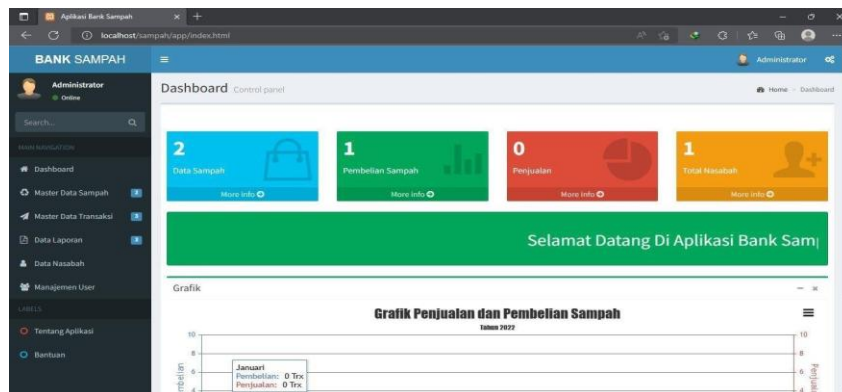 Aplikasi Bank Sampah
localhost/sampah/app/index.html
BANK SAMPAH
Administrator
Administrator
Online
Dashboard Control panel
Home
Dashboard
Search...
MAIN NAVIGATION
Dashboard
Master Data Sampah
Master Data Transaksi
Data Laporan
Data Nasabah
Manajemen User
LABELS
Tentang Aplikasi
Bantuan
2
Data Sampah
More info
1
Pembelian Sampah
More info
0
Penjualan
More info
1
Total Nasabah
More info
Selamat Datang Di Aplikasi Bank Sam
Grafik
Grafik Penjualan dan Pembelian Sampah
Tahun 2022
10
8
6
4
10
8
6
4
Januari
Pembelian: 0 Trx
Penjualan: 0 Trx